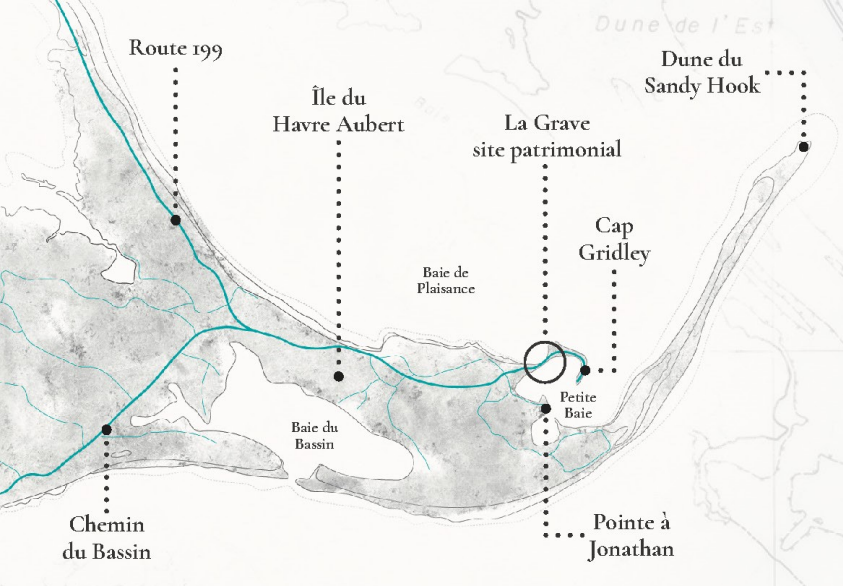 Dune de l'Est
Route 199
Dune du
Sandy Hook
Île du
Havre Aubert
La Grave
site patrimonial
Cap
Gridley
Baie de
Plaisance
Petite
Baie
Baie du
Bassin
Chemin
du Bassin
Pointe à
Jonathan